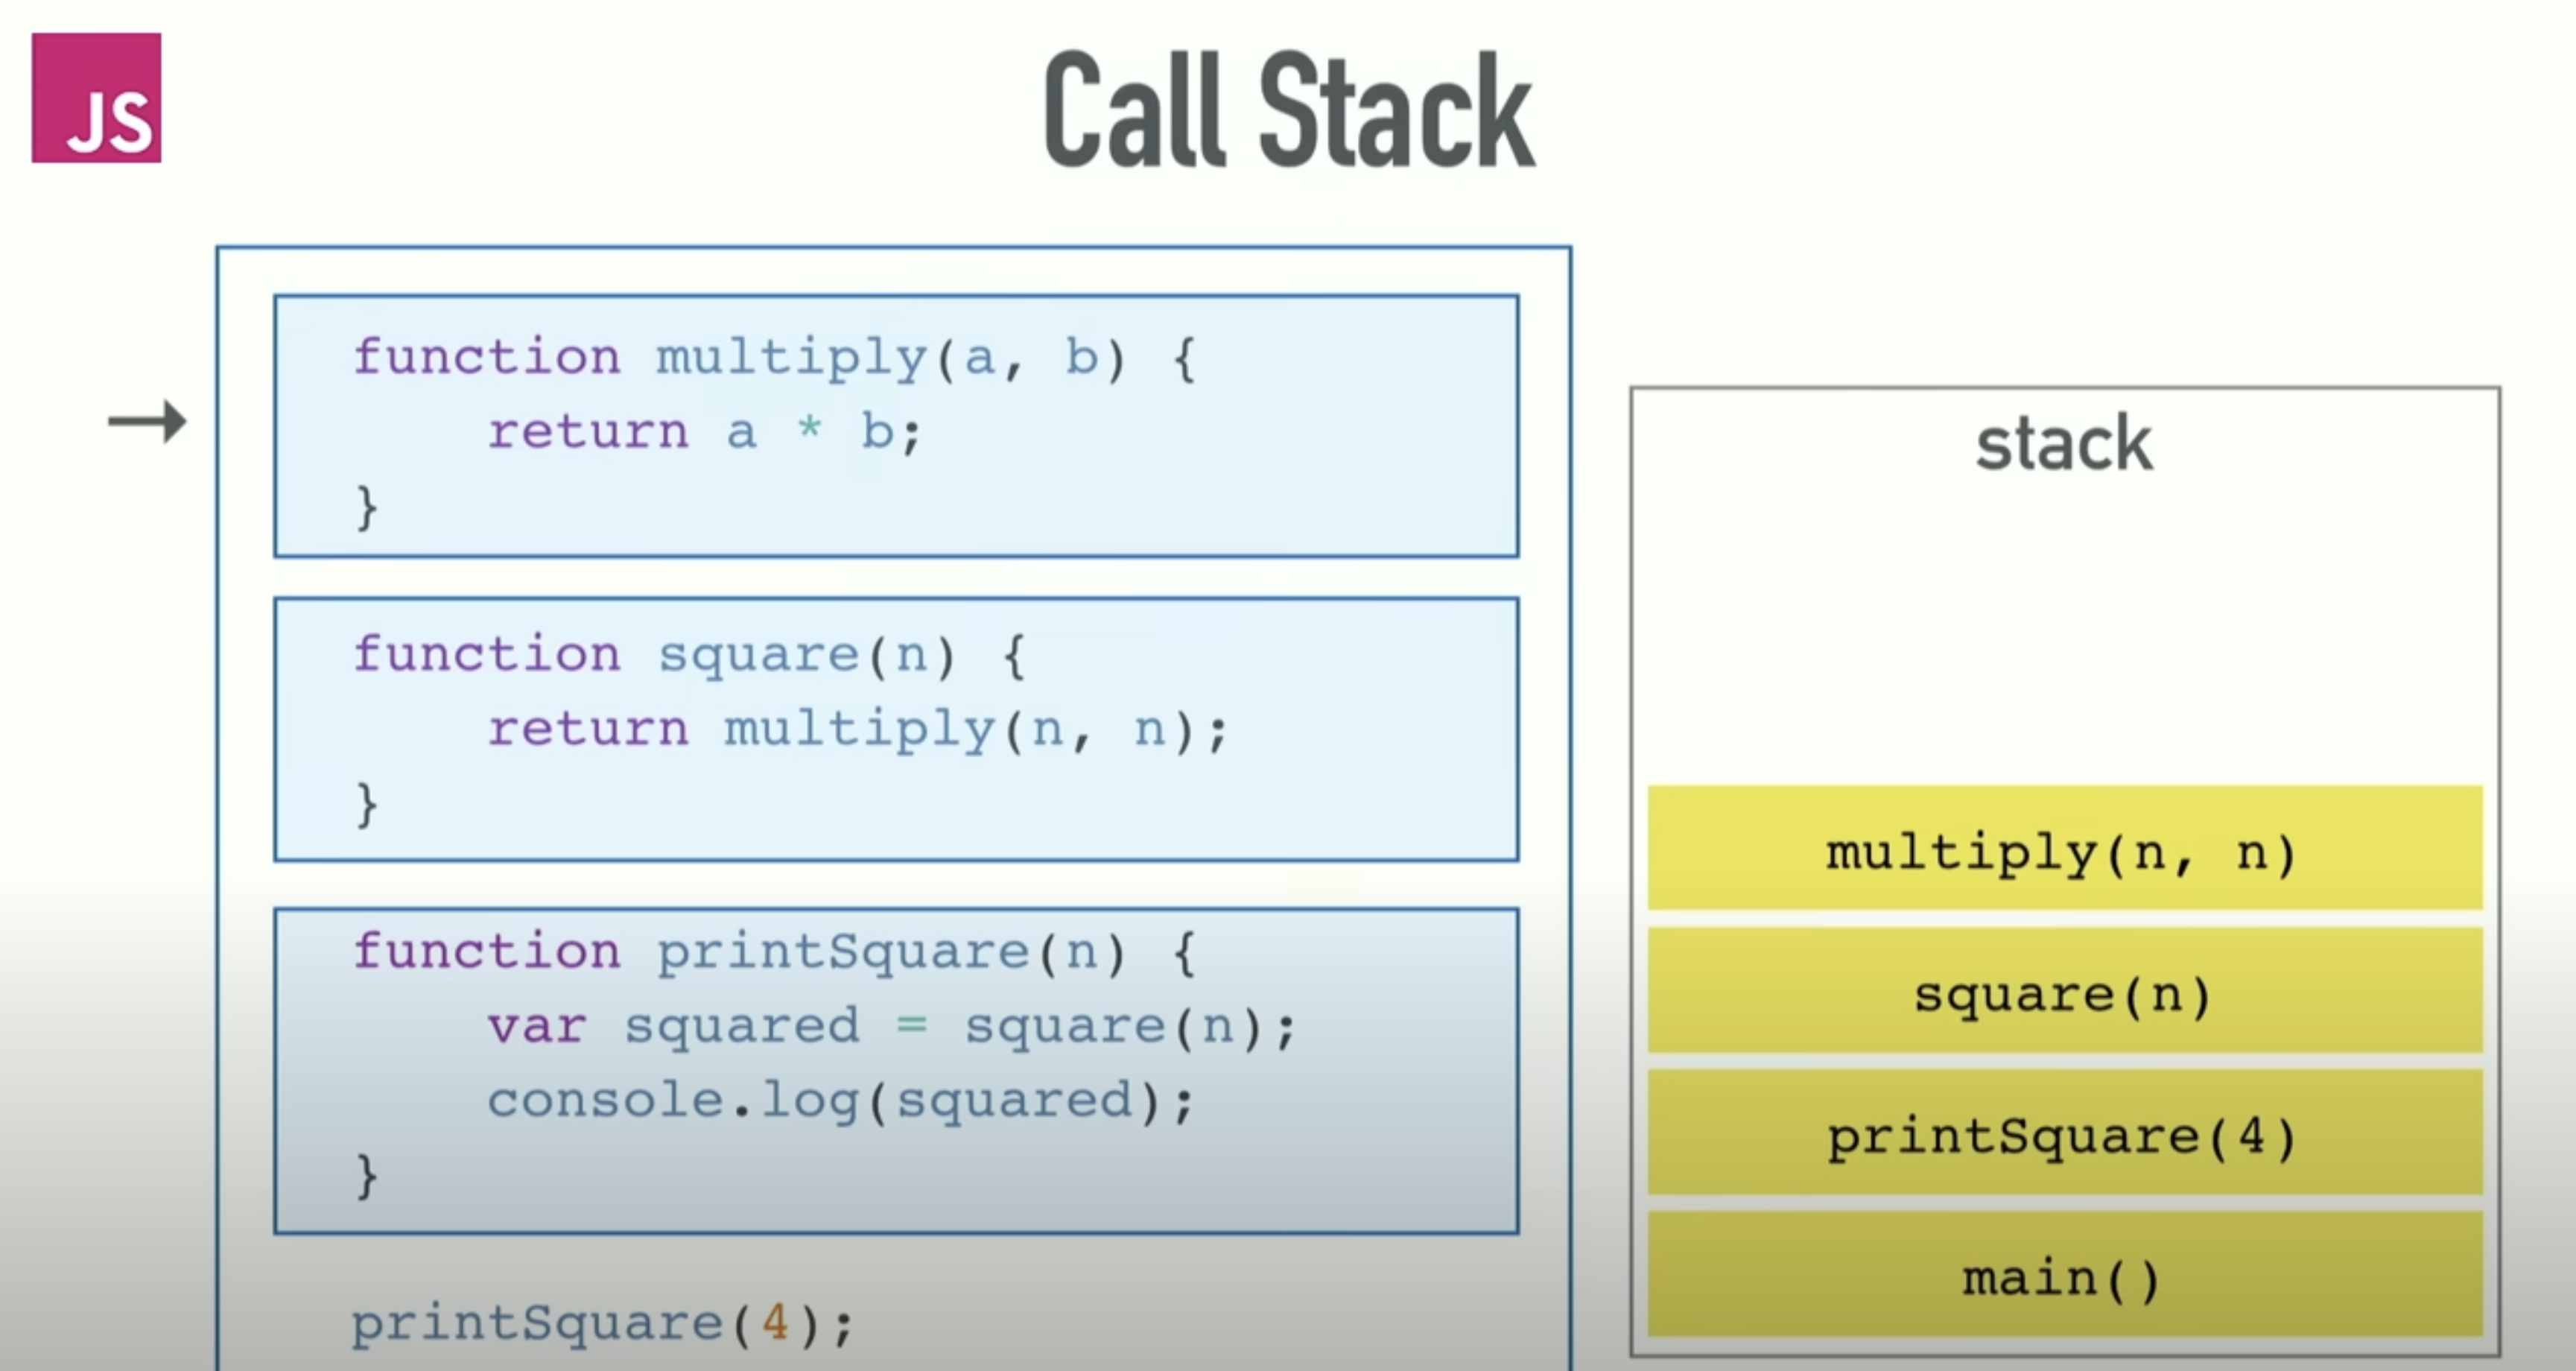 JS
Call Stack
function multiply(a, b) {
    return a * b;
}
function square(n) {
    return multiply(n, n);
}
function printSquare(n) {
    var squared = square(n);
    console.log(squared);
}
printSquare(4);
stack
multiply(n, n)
square(n)
printSquare(4)
main()